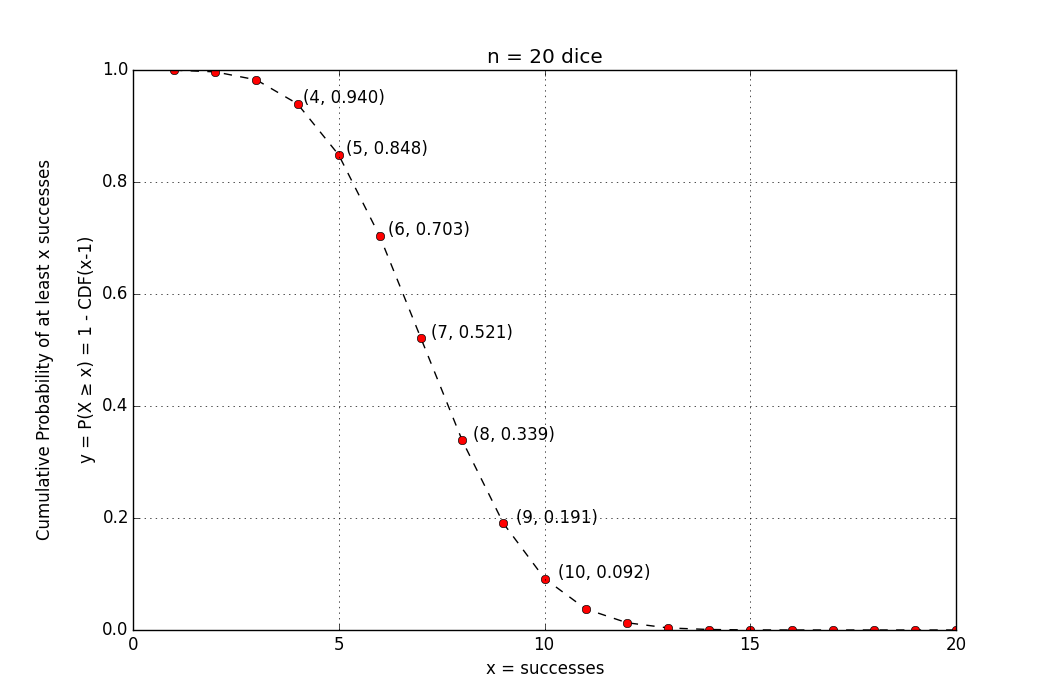 n = 20 dice
Cumulative Probability of at least x successes
y = P(X ≥ x) = 1 - CDF(x-1)
1.0
0.8
0.6
0.4
0.2
0.0
(4, 0.940)
(5, 0.848)
(6, 0.703)
(7, 0.521)
(8, 0.339)
(9, 0.191)
(10, 0.092)
0 5 10 15 20
x = successes